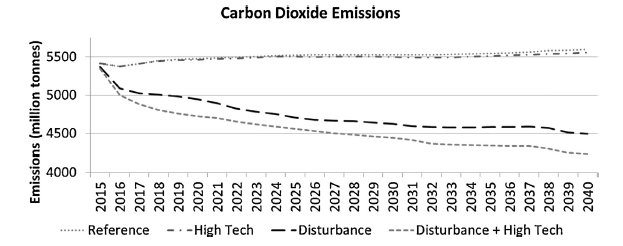 Carbon Dioxide Emissions
Emissions (million tonnes)
5500
5000
4500
4000
2015 2016 2017 2018 2019 2020 2021 2022 2023 2024 2025 2026 2027 2028 2029 2030 2031 2032 2033 2034 2035 2036 2037 2038 2039 2040
Reference High Tech Disturbance Disturbance + High Tech